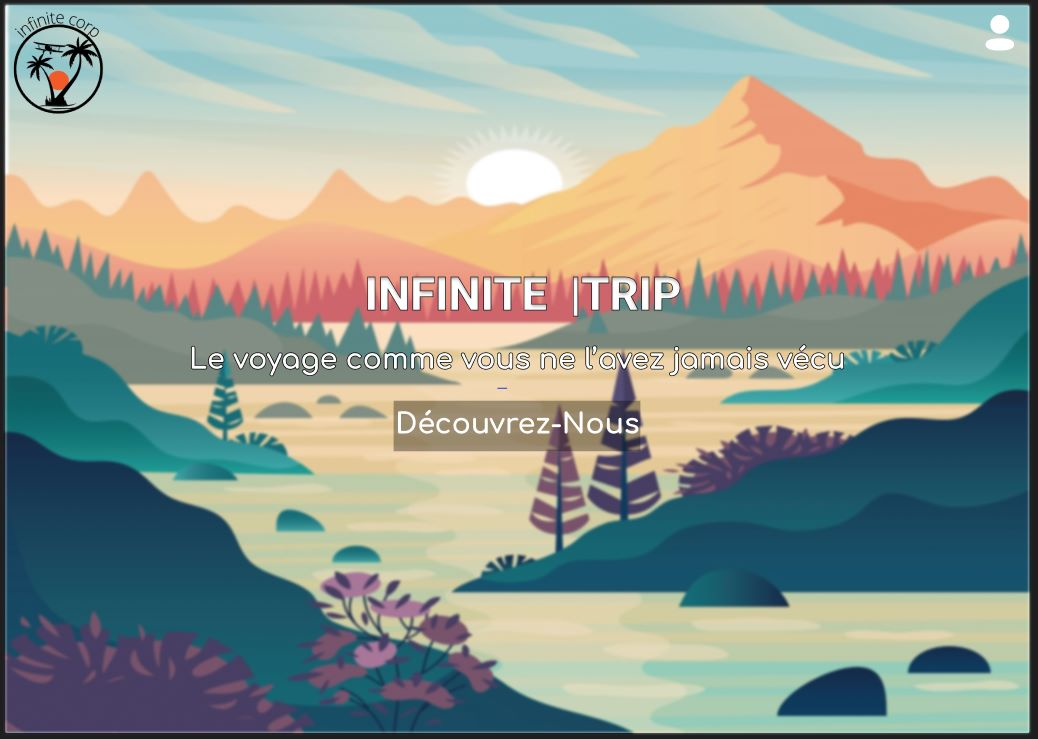 infinite corp
INFINITE |TRIP
Le voyage comme vous ne l'avez jamais vécu
Découvrez-Nous